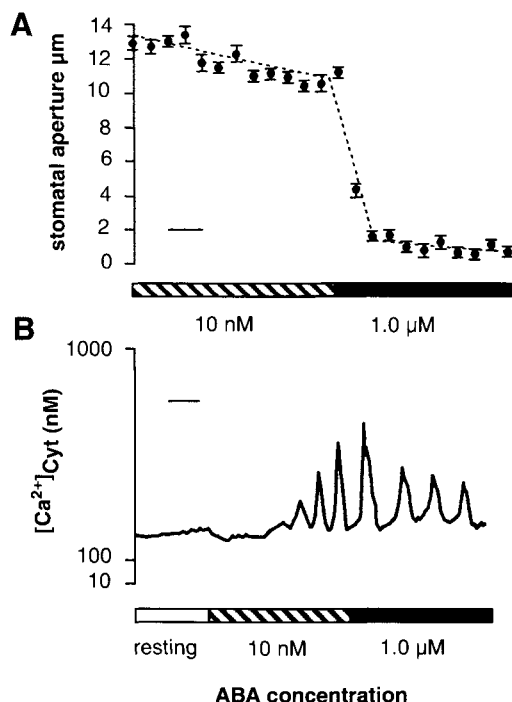 A
stomatal aperture µm
14
12
10
8
6
4
2
0
10 nM 1.0 µM
B
[Ca2+]Cyt (nM)
1000
100
10
resting 10 nM 1.0 µM
ABA concentration